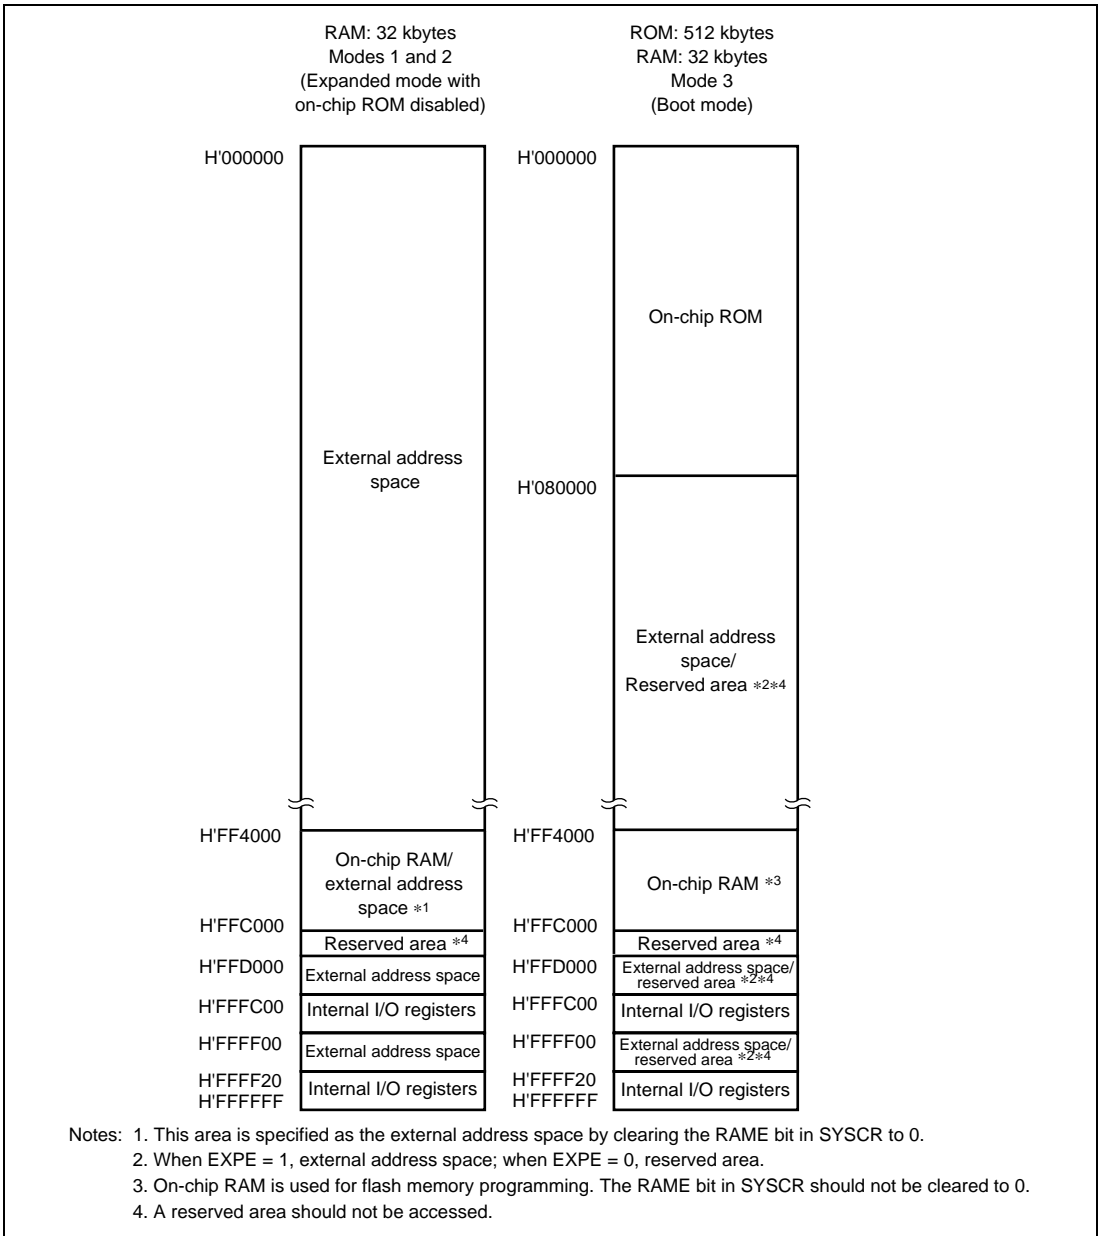 RAM: 32 kbytes
Modes 1 and 2
(Expanded mode with
on-chip ROM disabled)
H'000000
External address
space
H'FF4000
On-chip RAM/
external address
space *1
H'FFC000
Reserved area *4
H'FFD000
External address space
H'FFFC00
Internal I/O registers
H'FFFF00
External address space
H'FFFF20
Internal I/O registers
H'FFFFFF
ROM: 512 kbytes
RAM: 32 kbytes
Mode 3
(Boot mode)
H'000000
On-chip ROM
H'080000
External address
space/
Reserved area *2*4
H'FF4000
On-chip RAM *3
H'FFC000
Reserved area *4
H'FFD000
External address space/
reserved area *2*4
H'FFFC00
Internal I/O registers
H'FFFF00
External address space/
reserved area *2*4
H'FFFF20
Internal I/O registers
H'FFFFFF
Notes: 1. This area is specified as the external address space by clearing the RAME bit in SYSCR to 0.
2. When EXPE = 1, external address space; when EXPE = 0, reserved area.
3. On-chip RAM is used for flash memory programming. The RAME bit in SYSCR should not be cleared to 0.
4. A reserved area should not be accessed.